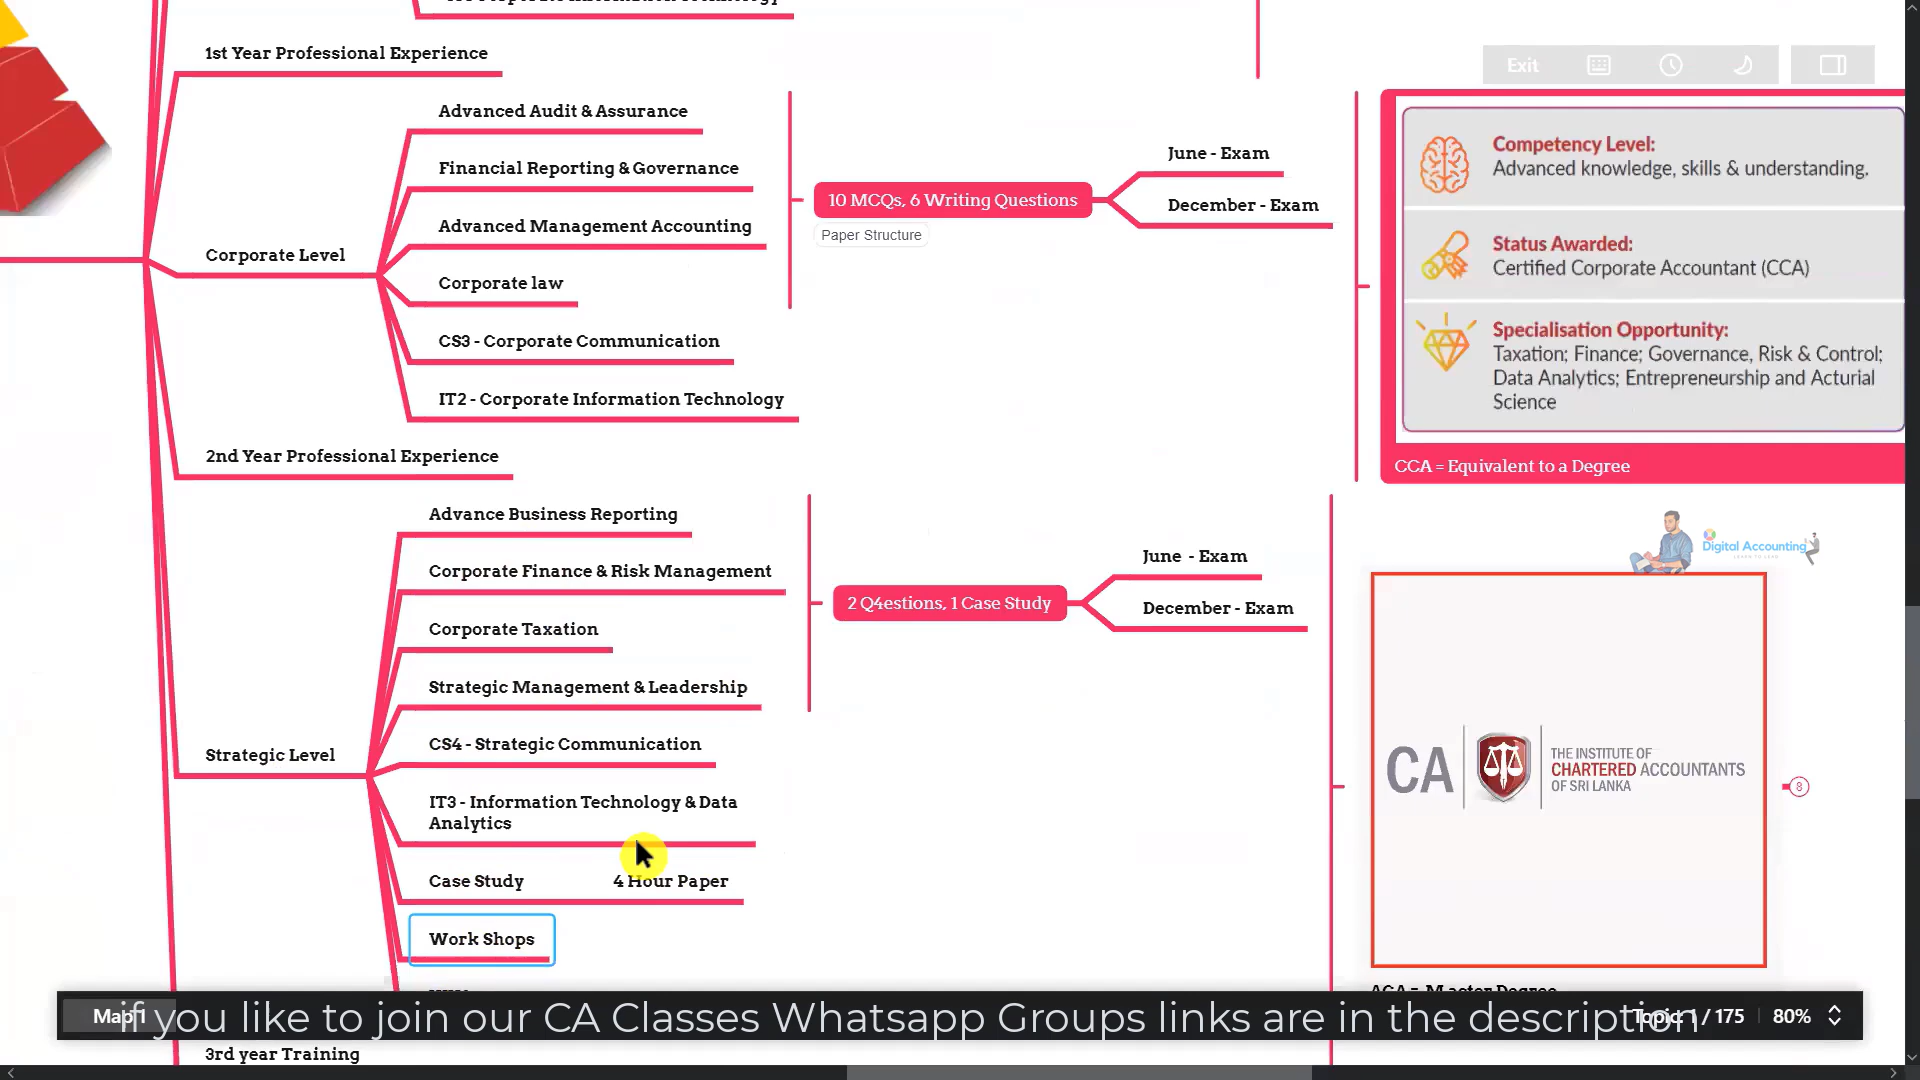 1st Year Professional Experience
Exit
Advanced Audit & Assurance
Financial Reporting & Governance
Advanced Management Accounting
Corporate Level
Corporate law
CS3 - Corporate Communication
IT2 - Corporate Information Technology
10 MCQs, 6 Writing Questions
Paper Structure
June - Exam
December - Exam
Competency Level:
Advanced knowledge, skills & understanding.
Status Awarded:
Certified Corporate Accountant (CCA)
Specialisation Opportunity:
Taxation; Finance; Governance, Risk & Control;
Data Analytics; Entrepreneurship and Acturial
Science
CCA = Equivalent to a Degree
2nd Year Professional Experience
Advance Business Reporting
Corporate Finance & Risk Management
Corporate Taxation
Strategic Management & Leadership
CS4 - Strategic Communication
Strategic Level
IT3 - Information Technology & Data
Analytics
Case Study 4 Hour Paper
Work Shops
2 Q4estions, 1 Case Study
June - Exam
December - Exam
Digital Accounting
CA
THE INSTITUTE OF
CHARTERED ACCOUNTANTS
OF SRI LANKA
8
Map 1
if you like to join our CA Classes Whatsapp Groups links are in the description
Topic: 1 / 175
80%
3rd year Training